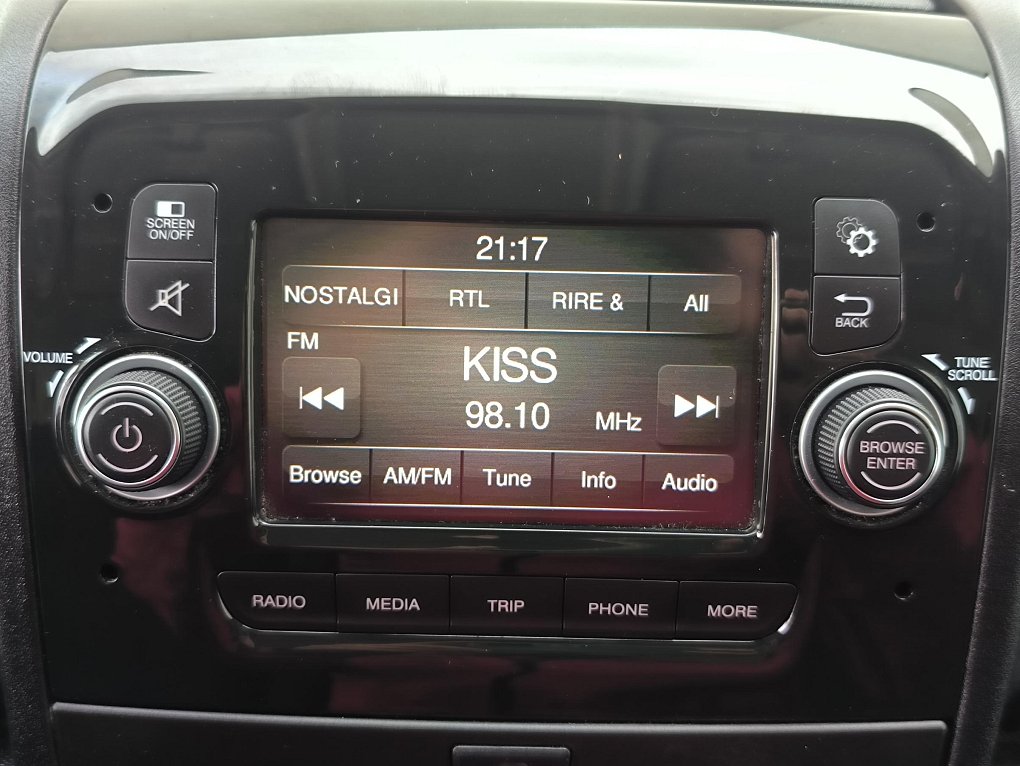 SCREEN
ON/OFF
VOLUME
21:17
NOSTALGI RTL RIRE & All
FM
KISS
98.10 MHz
Browse AM/FM Tune Info Audio
BACK
TUNE
SCROLL
BROWSE
ENTER
RADIO MEDIA TRIP PHONE MORE